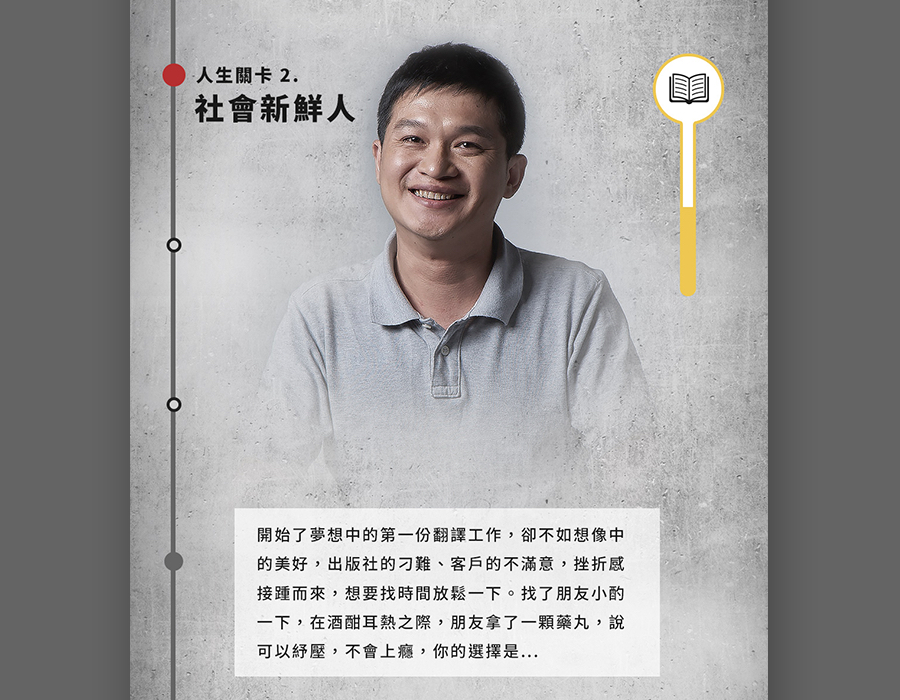 人生關卡 2.
社會新鮮人
開始了夢想中的第一份翻譯工作，卻不如想像中
的美好，出版社的刁難、客戶的不滿意，挫折感
接踵而來，想要找時間放鬆一下。找了朋友小酌
一下，在酒酣耳熱之際，朋友拿了一顆藥丸，說
可以紓壓，不會上癮，你的選擇是...